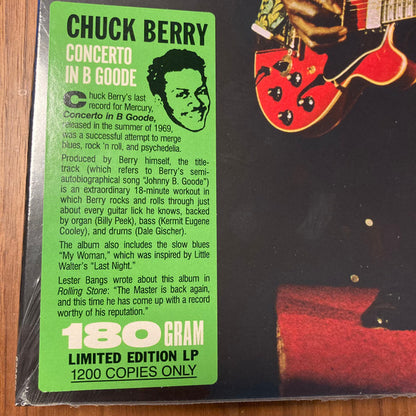 CHUCK BERRY
CONCERTO
IN B GOODE
Chuck Berry's last
record for Mercury,
Concerto in B Goode,
released in the summer of 1969,
was a successful attempt to merge
blues, rock 'n roll, and psychedelia.
Produced by Berry himself, the title-
track (which refers to Berry's semi-
autobiographical song "Johnny B. Goode")
is an extraordinary 18-minute workout in
which Berry rocks and rolls through just
about every guitar lick he knows, backed
by organ (Billy Peek), bass (Kermit Eugene
Cooley), and drums (Dale Gischer).
The album also includes the slow blues
"My Woman," which was inspired by Little
Walter's "Last Night."
Lester Bangs wrote about this album in
Rolling Stone: "The Master is back again,
and this time he has come up with a record
worthy of his reputation."
180 GRAM
LIMITED EDITION LP
1200 COPIES ONLY